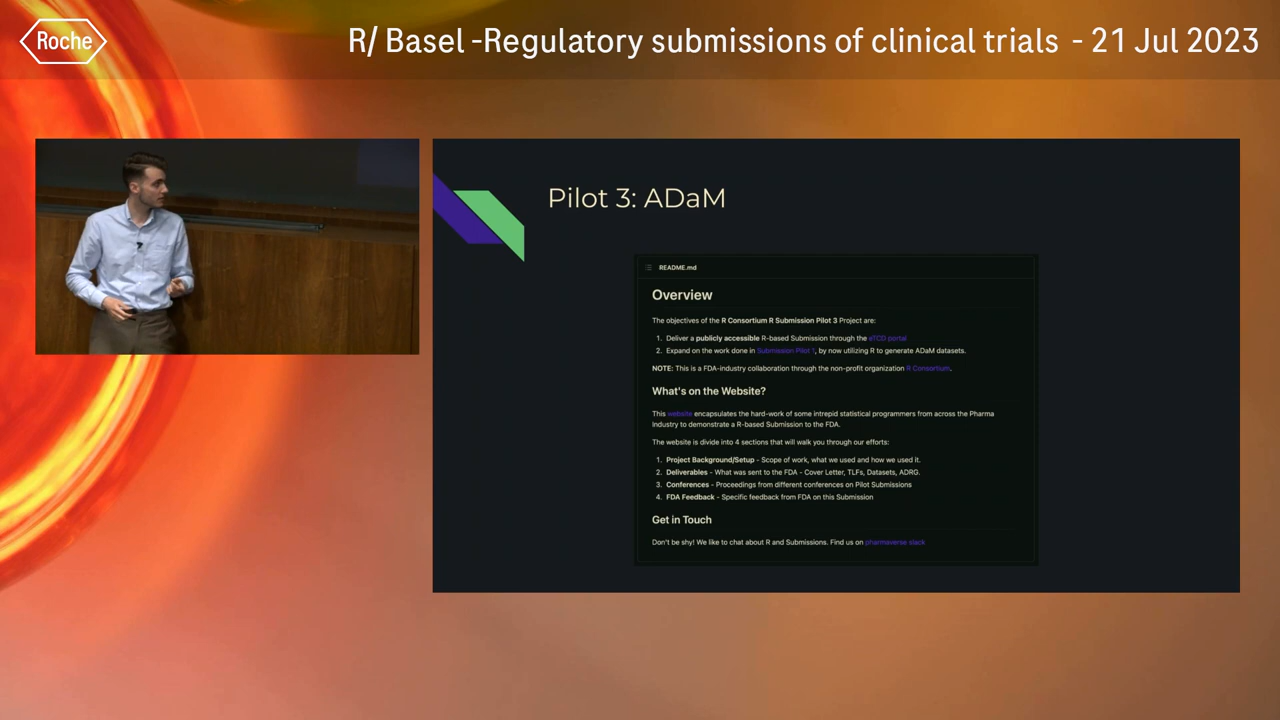 Roche
R/ Basel -Regulatory submissions of clinical trials - 21 Jul 2023
Pilot 3: ADaM
README.md
Overview
The objectives of the R Consortium R Submission Pilot 3 Project are:
1. Deliver a publicly accessible R-based Submission through the eTCD portal
2. Expand on the work done in Submission Pilot 1, by now utilizing R to generate ADaM datasets.
NOTE: This is a FDA-industry collaboration through the non-profit organization R Consortium.
What's on the Website?
This website encapsulates the hard-work of some intrepid statistical programmers from across the Pharma
Industry to demonstrate a R-based Submission to the FDA.
The website is divide into 4 sections that will walk you through our efforts:
1. Project Background/Setup - Scope of work, what we used and how we used it.
2. Deliverables - What was sent to the FDA - Cover Letter, TLFs, Datasets, ADRG.
3. Conferences - Proceedings from different conferences on Pilot Submissions
4. FDA Feedback - Specific feedback from FDA on this Submission
Get in Touch
Don't be shy! We like to chat about R and Submissions. Find us on pharmaverse slack